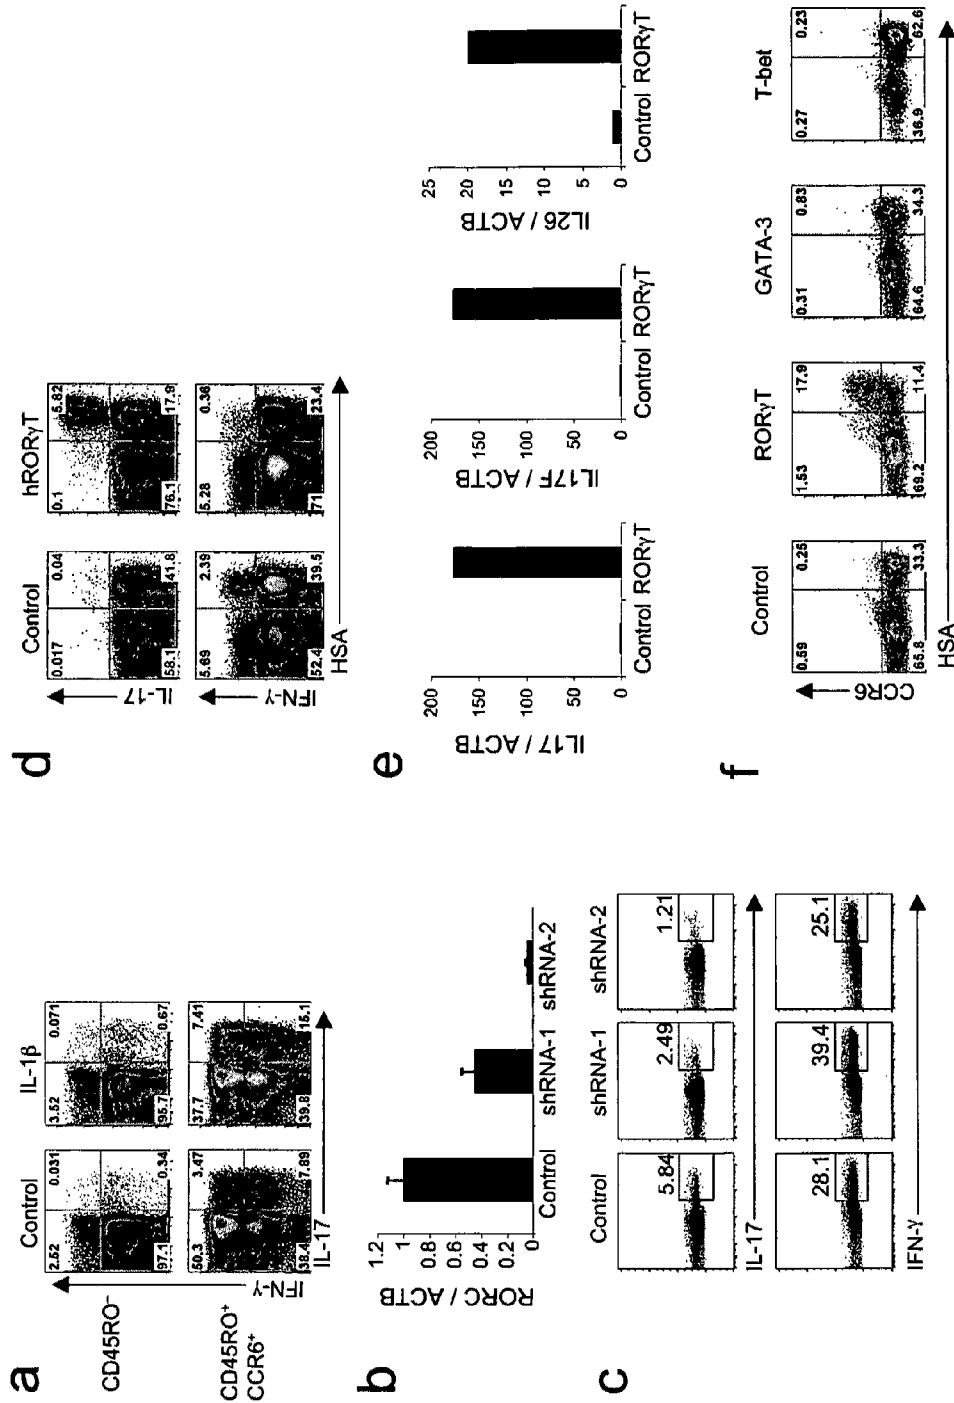 a
Control
IL-1β
CD45RO⁻
2.52
0.031
97.1
0.34
3.52
0.071
95.7
0.67
CD45RO⁺
CCR6⁺
50.3
3.47
38.4
7.89
37.7
7.41
39.8
15.1
IFN-γ
IL-17
b
RORC / ACTB
1.2
1
0.8
0.6
0.4
0.2
0
Control
shRNA-1
shRNA-2
c
Control
shRNA-1
shRNA-2
5.84
2.49
1.21
IL-17
28.1
39.4
25.1
IFN-γ
d
Control
hRORγT
0.017
0.04
58.1
41.8
0.1
5.82
76.1
17.9
IL-17
5.69
2.39
52.4
39.5
5.28
0.36
71
23.4
IFN-γ
HSA
e
IL17 / ACTB
200
150
100
50
0
Control
RORγT
IL17F / ACTB
200
150
100
50
0
Control
RORγT
IL26 / ACTB
25
20
15
10
5
0
Control
RORγT
f
Control
RORγT
GATA-3
T-bet
0.59
0.25
65.8
33.3
1.53
17.9
69.2
11.4
0.31
0.83
64.6
34.3
0.27
0.23
36.9
62.6
CCR6
HSA